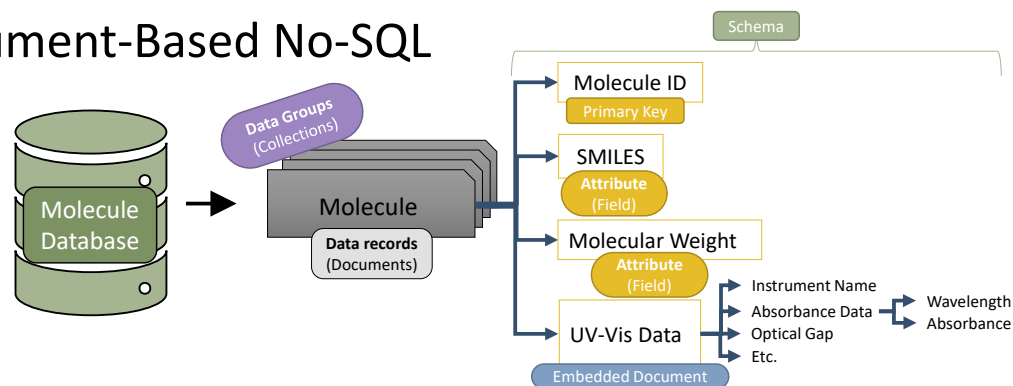 ument-Based No-SQL
Schema
Data Groups
(Collections)
Molecule
Database
Molecule
Data records
(Documents)
Molecule ID
Primary Key
SMILES
Attribute
(Field)
Molecular Weight
Attribute
(Field)
UV-Vis Data
Embedded Document
Instrument Name
Absorbance Data
Optical Gap
Etc.
Wavelength
Absorbance